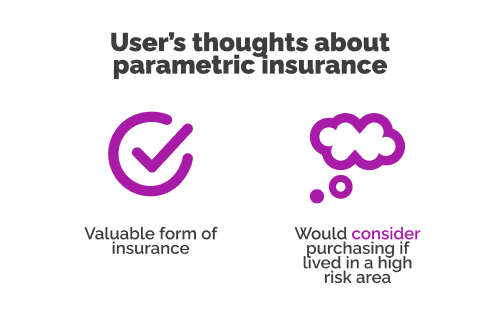 User's thoughts about
parametric insurance
Valuable form of
insurance
Would consider
purchasing if
lived in a high
risk area